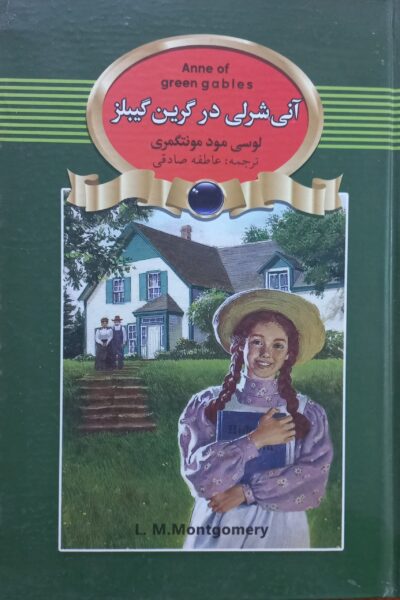 Anne of
green gables
آنی شرلی در گرین گیبلز
لوسی مود مونتگمری
ترجمه: عاطفه صادقی
L. M.Montgomery